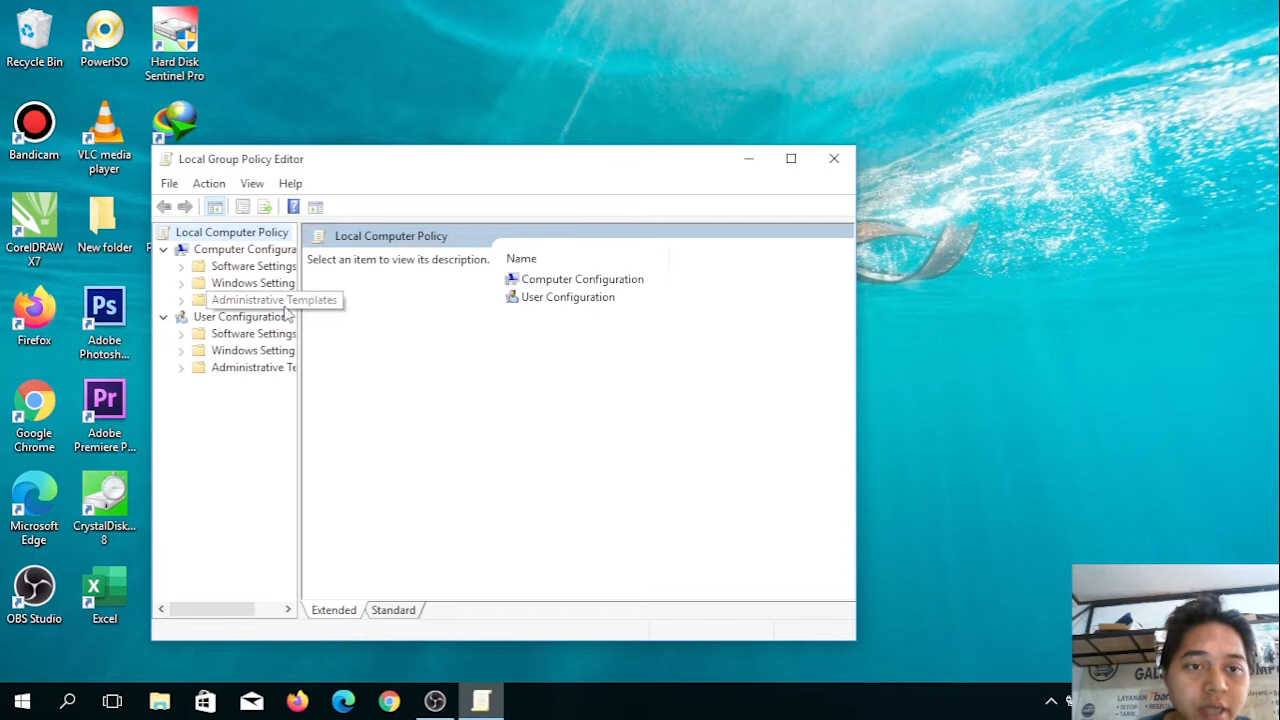 Recycle Bin
PowerISO
Hard Disk
Sentinel Pro
Bandicam
VLC media
player
CorelDRAW
X7
New folder
Firefox
Adobe
Photosh...
Google
Chrome
Adobe
Premiere P...
Microsoft
Edge
CrystalDisk...
8
OBS Studio
Excel
Local Group Policy Editor
File
Action
View
Help
Local Computer Policy
Computer Configura
Software Settings
Windows Setting
Administrative Templates
User Configuration
Software Settings
Windows Setting
Administrative Te
Local Computer Policy
Select an item to view its description.
Name
Computer Configuration
User Configuration
Extended
Standard
LAYANAN